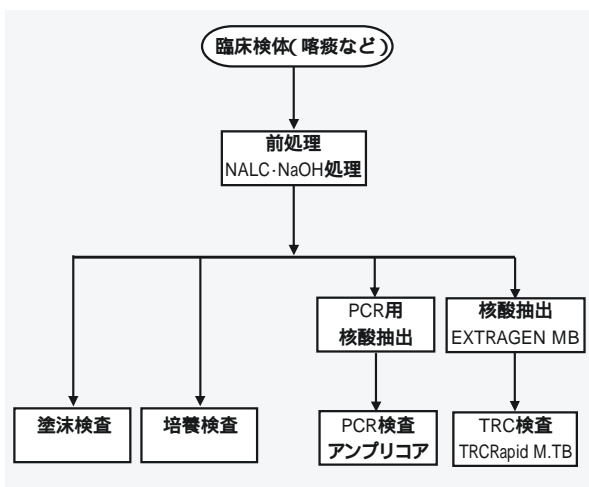 臨床検体(喀痰など)
前処理
NALC·NaOH処理
PCR用
核酸抽出
核酸抽出
EXTRAGEN MB
塗沫検査
培養検査
PCR検査
アンプリコア
TRC検査
TRCRapid M.TB